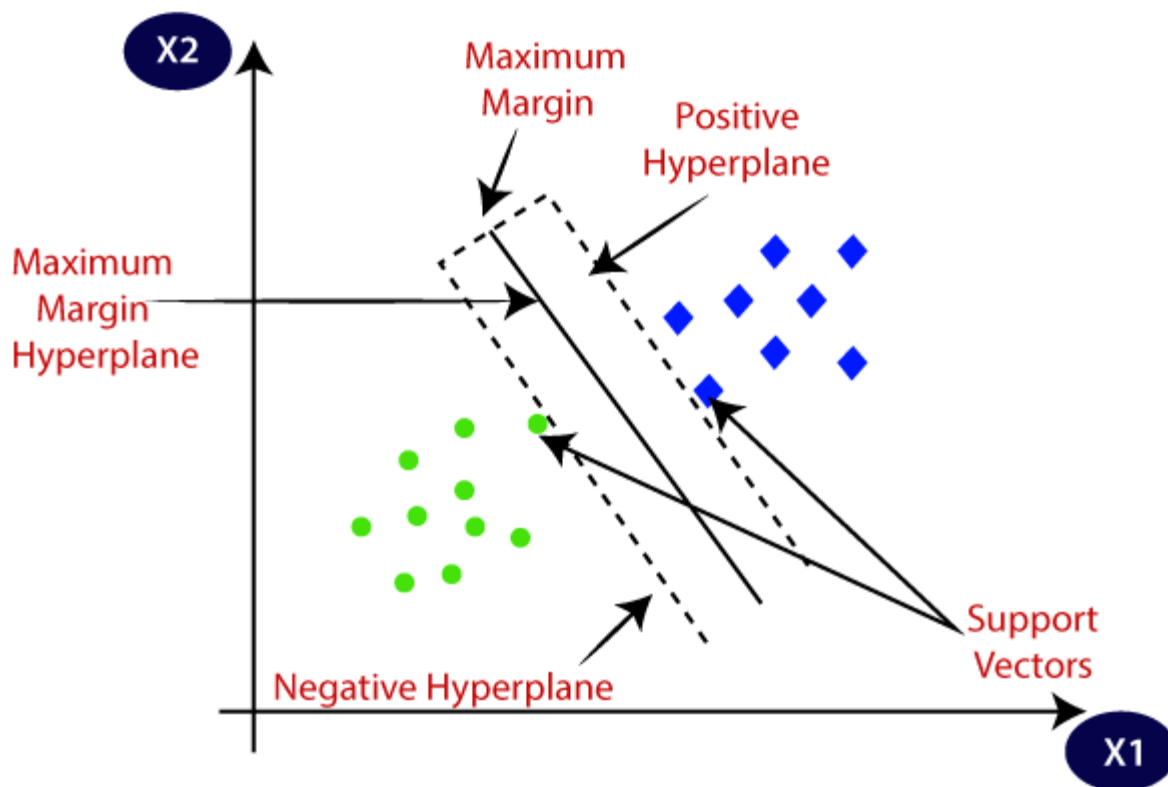 X2
Maximum
Margin
Positive
Hyperplane
Maximum
Margin
Hyperplane
Support
Vectors
Negative Hyperplane
X1